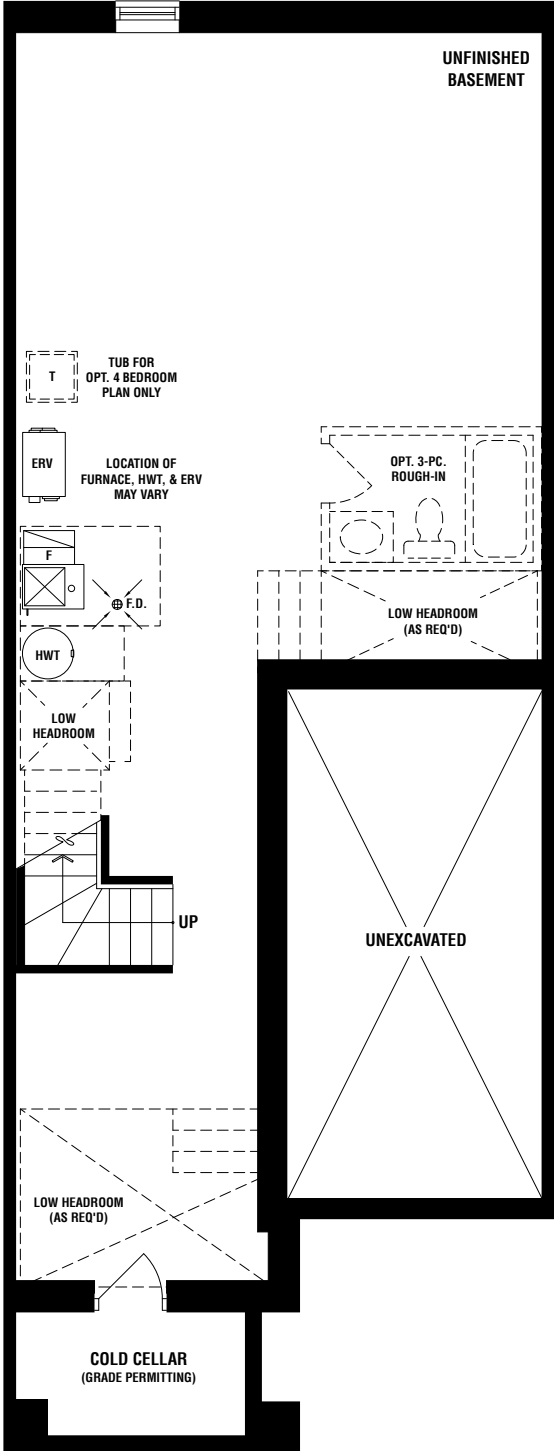 UNFINISHED
BASEMENT
T
TUB FOR
OPT. 4 BEDROOM
PLAN ONLY
ERV
LOCATION OF
FURNACE, HWT, & ERV
MAY VARY
OPT. 3-PC.
ROUGH-IN
F
F.D.
LOW HEADROOM
(AS REQ'D)
HWT
LOW
HEADROOM
UP
UNEXCAVATED
LOW HEADROOM
(AS REQ'D)
COLD CELLAR
(GRADE PERMITTING)